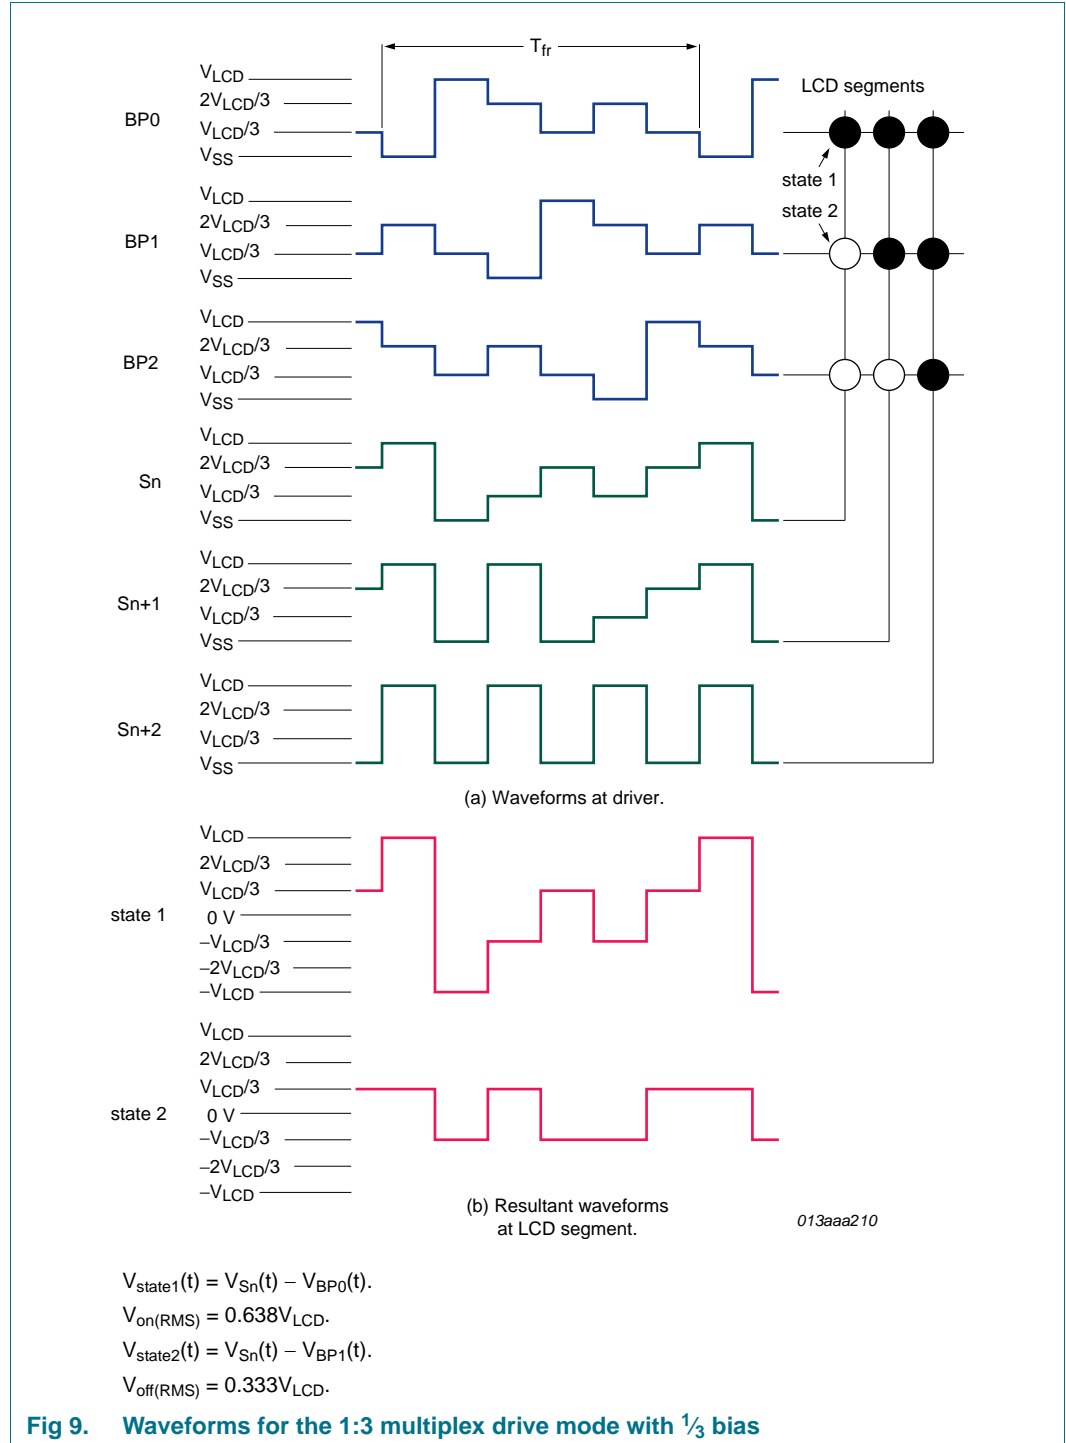 Tfr
VLCD
2VLCD/3
BP0
VLCD/3
VSS
LCD segments
state 1
VLCD
state 2
2VLCD/3
BP1
VLCD/3
VSS
VLCD
2VLCD/3
BP2
VLCD/3
VSS
VLCD
2VLCD/3
Sn
VLCD/3
VSS
VLCD
2VLCD/3
Sn+1
VLCD/3
VSS
VLCD
2VLCD/3
Sn+2
VLCD/3
VSS
(a) Waveforms at driver.
VLCD
2VLCD/3
VLCD/3
state 1
0 V
−VLCD/3
−2VLCD/3
−VLCD
VLCD
2VLCD/3
VLCD/3
state 2
0 V
−VLCD/3
−2VLCD/3
−VLCD
(b) Resultant waveforms
at LCD segment.
013aaa210
Vstate1(t) = VSn(t) − VBP0(t).
Von(RMS) = 0.638VLCD.
Vstate2(t) = VSn(t) − VBP1(t).
Voff(RMS) = 0.333VLCD.
Fig 9. Waveforms for the 1:3 multiplex drive mode with 1⁄3 bias